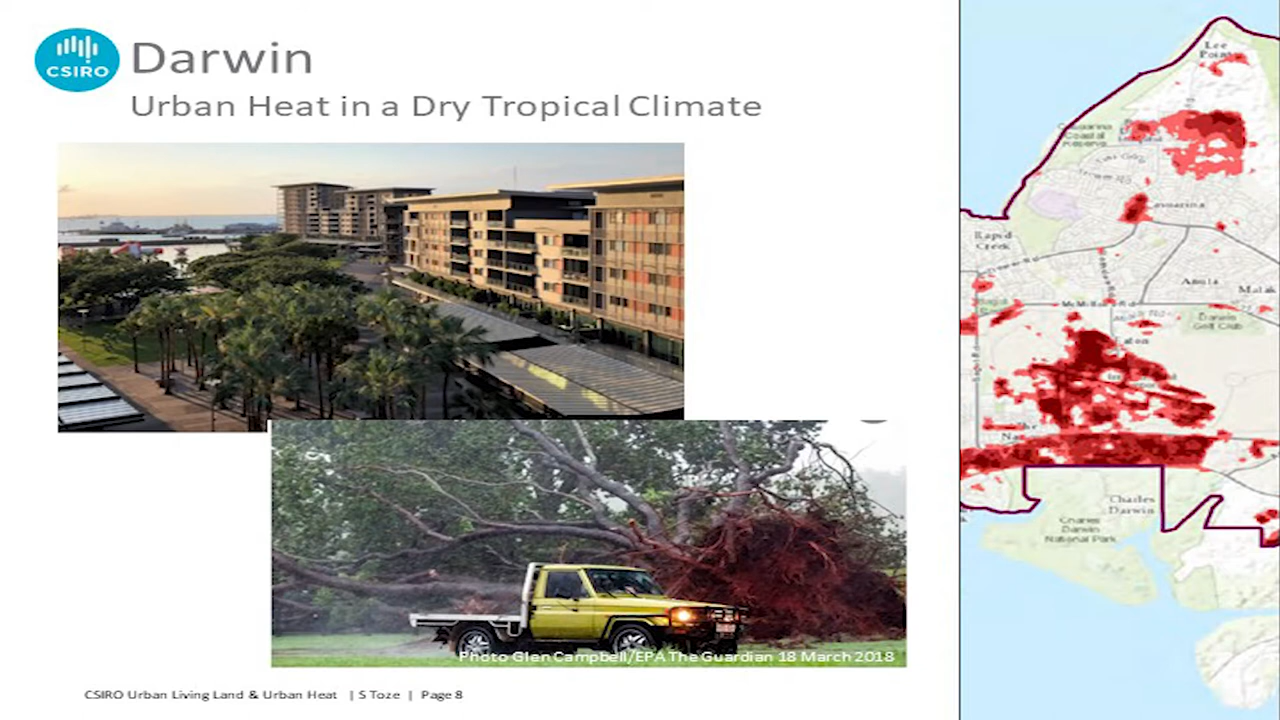 CSIRO
Darwin
Urban Heat in a Dry Tropical Climate
Photo Glen Campbell/EPA The Guardian 18 March 2018
CSIRO Urban Living Land & Urban Heat | S Toze | Page 8
Lee
Point
Coastal
Reserve
Rapid
Creek
Anula
Malak
Darwin
Golf Club
Charles
Darwin
Charles
Darwin
National Park